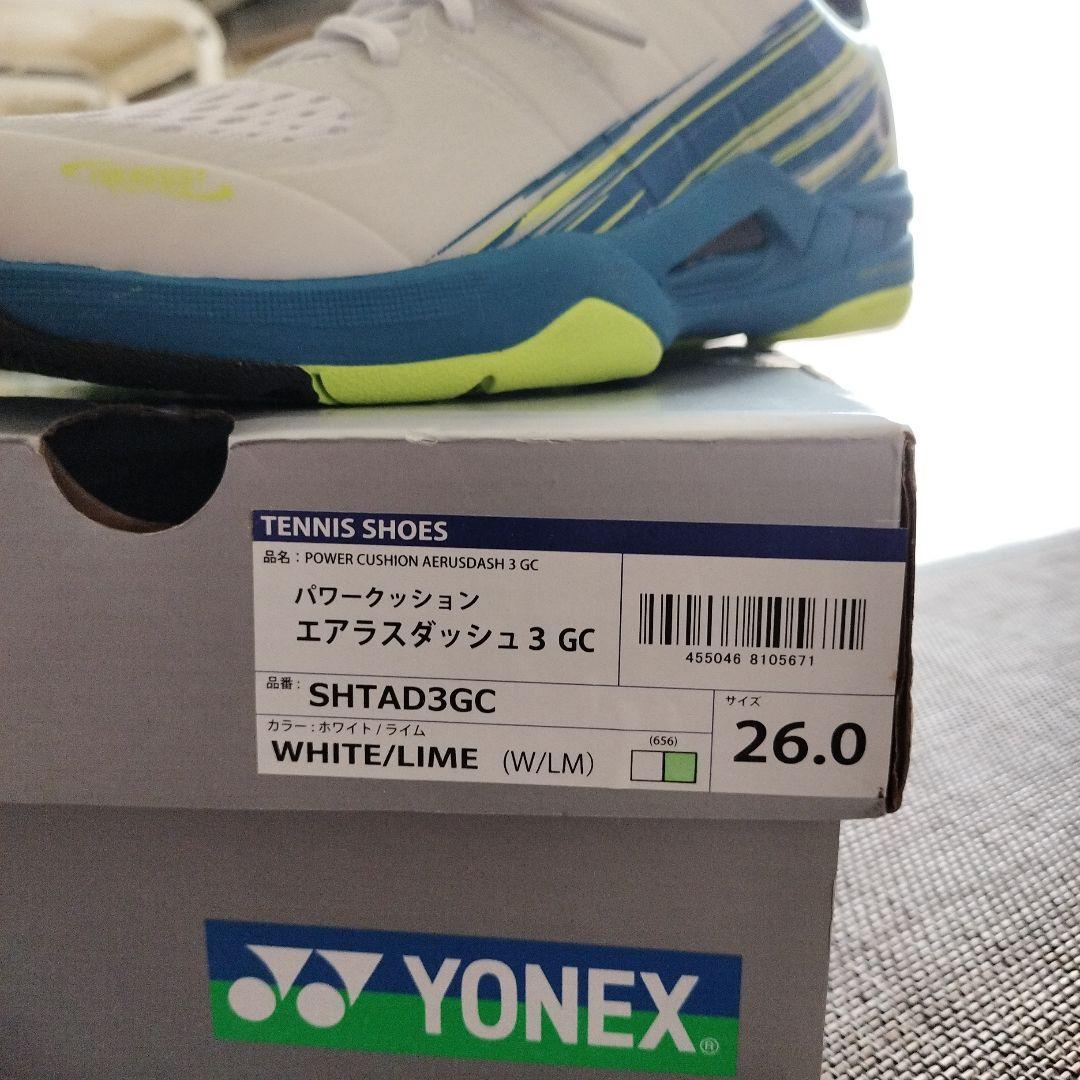 TENNIS SHOES
品名：POWER CUSHION AERUSDASH 3 GC
パワークッション
エアラスダッシュ3 GC
455046 8105671
品番：
SHTAD3GC
カラー：ホワイト/ライム
WHITE/LIME (W/LM)
(656)
サイズ
26.0
YONEX®